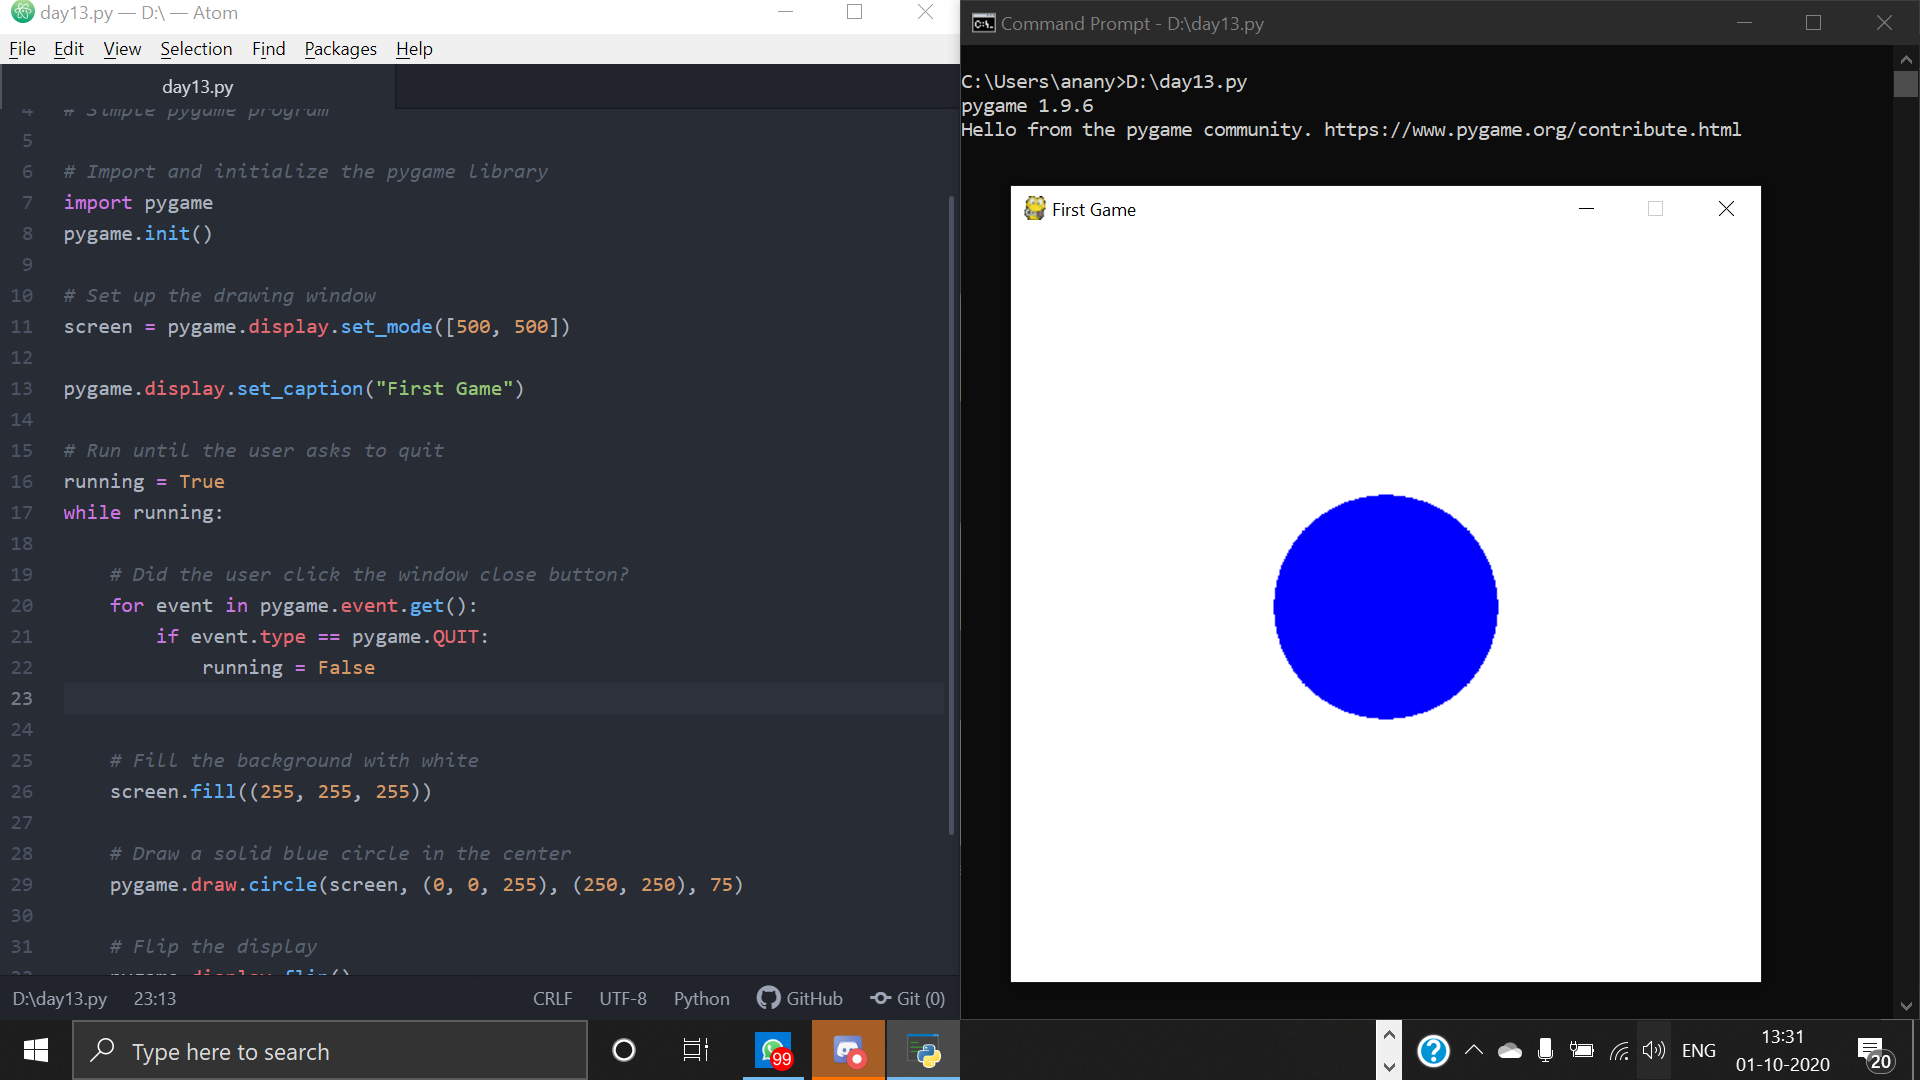 day13.py — D:\ — Atom
File Edit View Selection Find Packages Help
day13.py
4 # Simple pygame program
5
6 # Import and initialize the pygame library
7 import pygame
8 pygame.init()
9
10 # Set up the drawing window
11 screen = pygame.display.set_mode([500, 500])
12
13 pygame.display.set_caption("First Game")
14
15 # Run until the user asks to quit
16 running = True
17 while running:
18
19 # Did the user click the window close button?
20 for event in pygame.event.get():
21 if event.type == pygame.QUIT:
22 running = False
23
24
25 # Fill the background with white
26 screen.fill((255, 255, 255))
27
28 # Draw a solid blue circle in the center
29 pygame.draw.circle(screen, (0, 0, 255), (250, 250), 75)
30
31 # Flip the display
32 pygame.display.flip()
D:\day13.py 23:13 CRLF UTF-8 Python GitHub Git (0)
Command Prompt - D:\day13.py
C:\Users\anany>D:\day13.py
pygame 1.9.6
Hello from the pygame community. https://www.pygame.org/contribute.html
First Game
Type here to search
99
ENG
13:31
01-10-2020
20